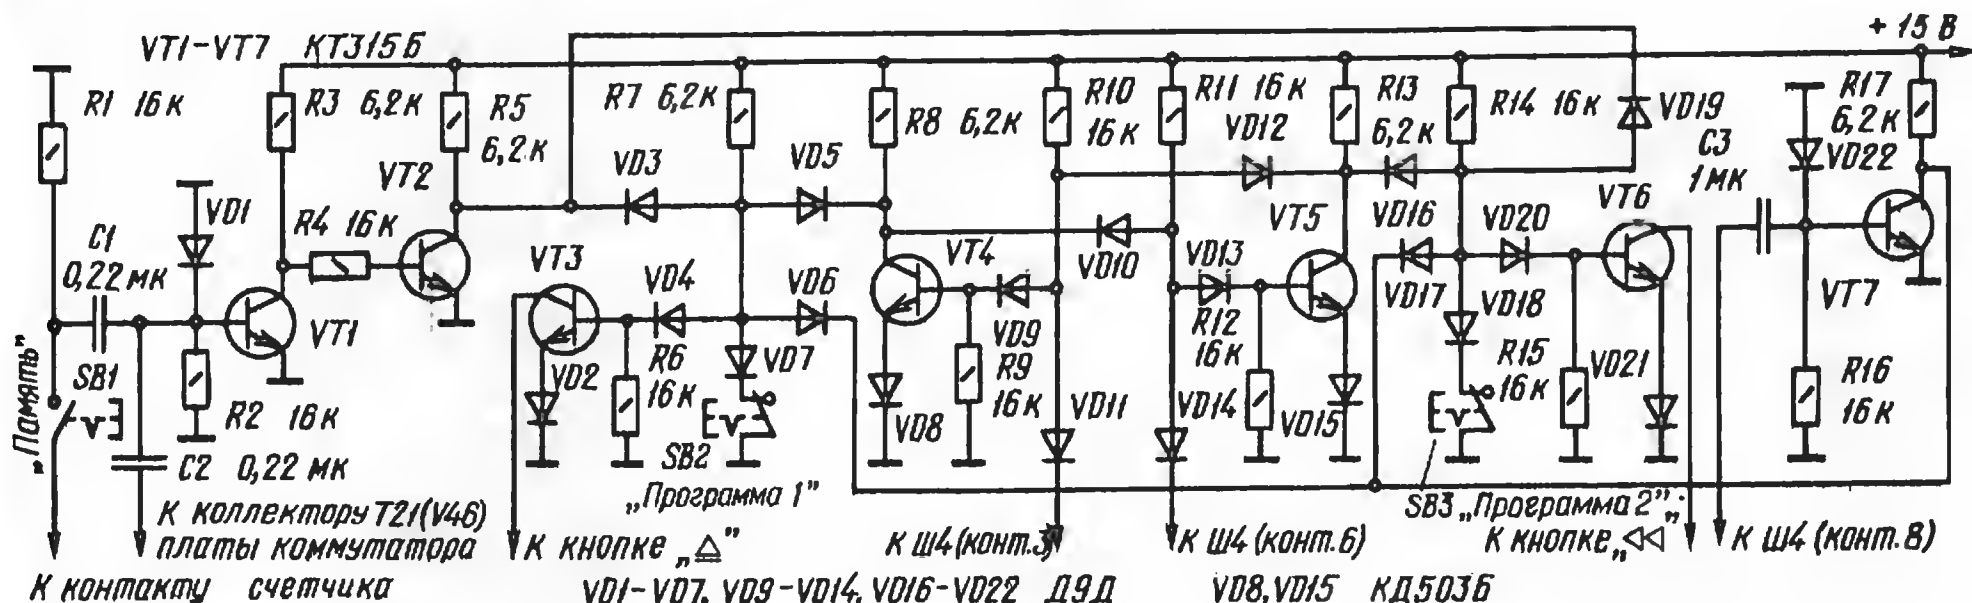 VT1-VT7 КТ315Б
+ 15 В
R1 16 к
R3 6,2 к
R5
6,2 к
R7 6,2 к
R8 6,2 к
R10
16 к
R11 16 к
R13
6,2 к
R14 16 к
VD19
R17
6,2 к
VD12
C3
1 мк
VD22
VT2
VD3
VD5
VD1
R4 16 к
C1
0,22 мк
VT3
VD4
VD6
VT4
VD10
VD13
VT5
VD16
VD20
VT6
VD17
VD18
VT7
„Память”
SB1
VT1
R2 16 к
C2 0,22 мк
VD2
R6
16 к
VD7
SB2
„Программа 1”
VD8
VD9
R9
16 к
VD11
VD14
R12
16 к
VD15
R15
16 к
VD21
R16
16 к
SB3 „Программа 2”
К коллектору Т21(V46)
платы коммутатора
К контакту счетчика
К кнопке „△”
К Ш4 (конт.3)
К Ш4 (конт. 6)
К кнопке „◁◁”
К Ш4 (конт. 8)
VD1-VD7, VD9-VD14, VD16-VD22 Д9Д
VD8, VD15 КД503Б